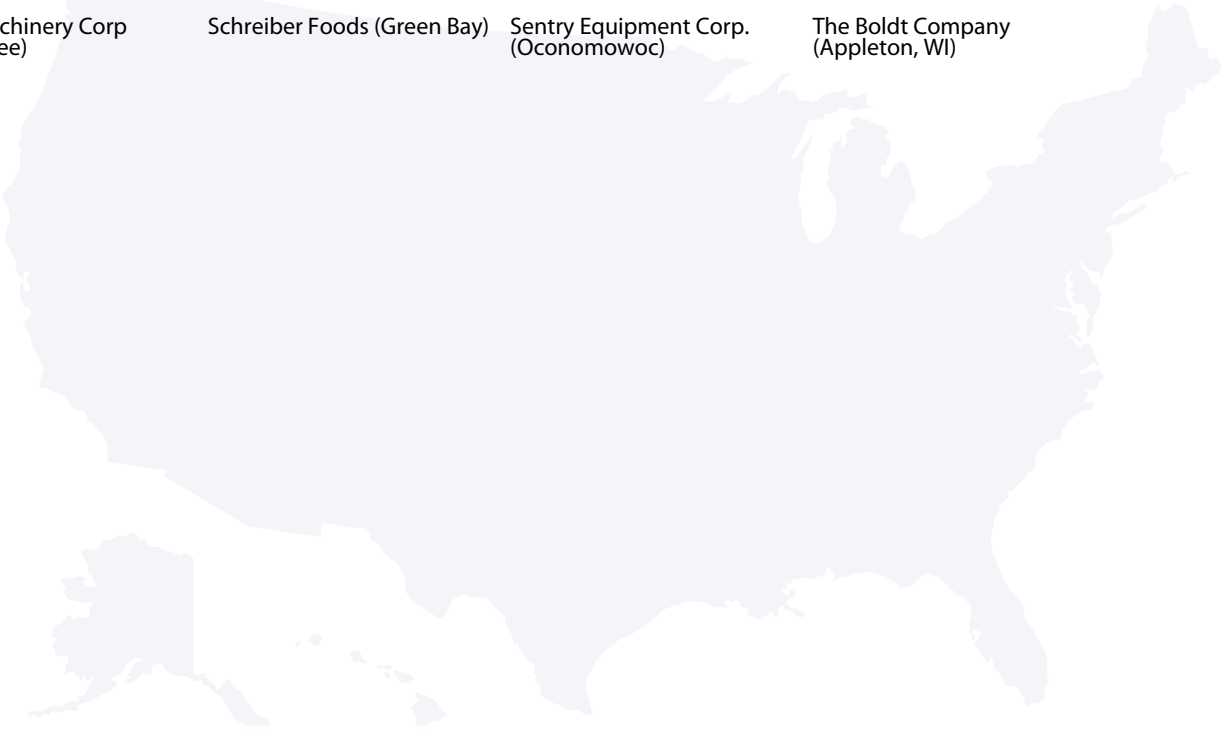 chinery Corp
ee)
Schreiber Foods (Green Bay)
Sentry Equipment Corp.
(Oconomowoc)
The Boldt Company
(Appleton, WI)